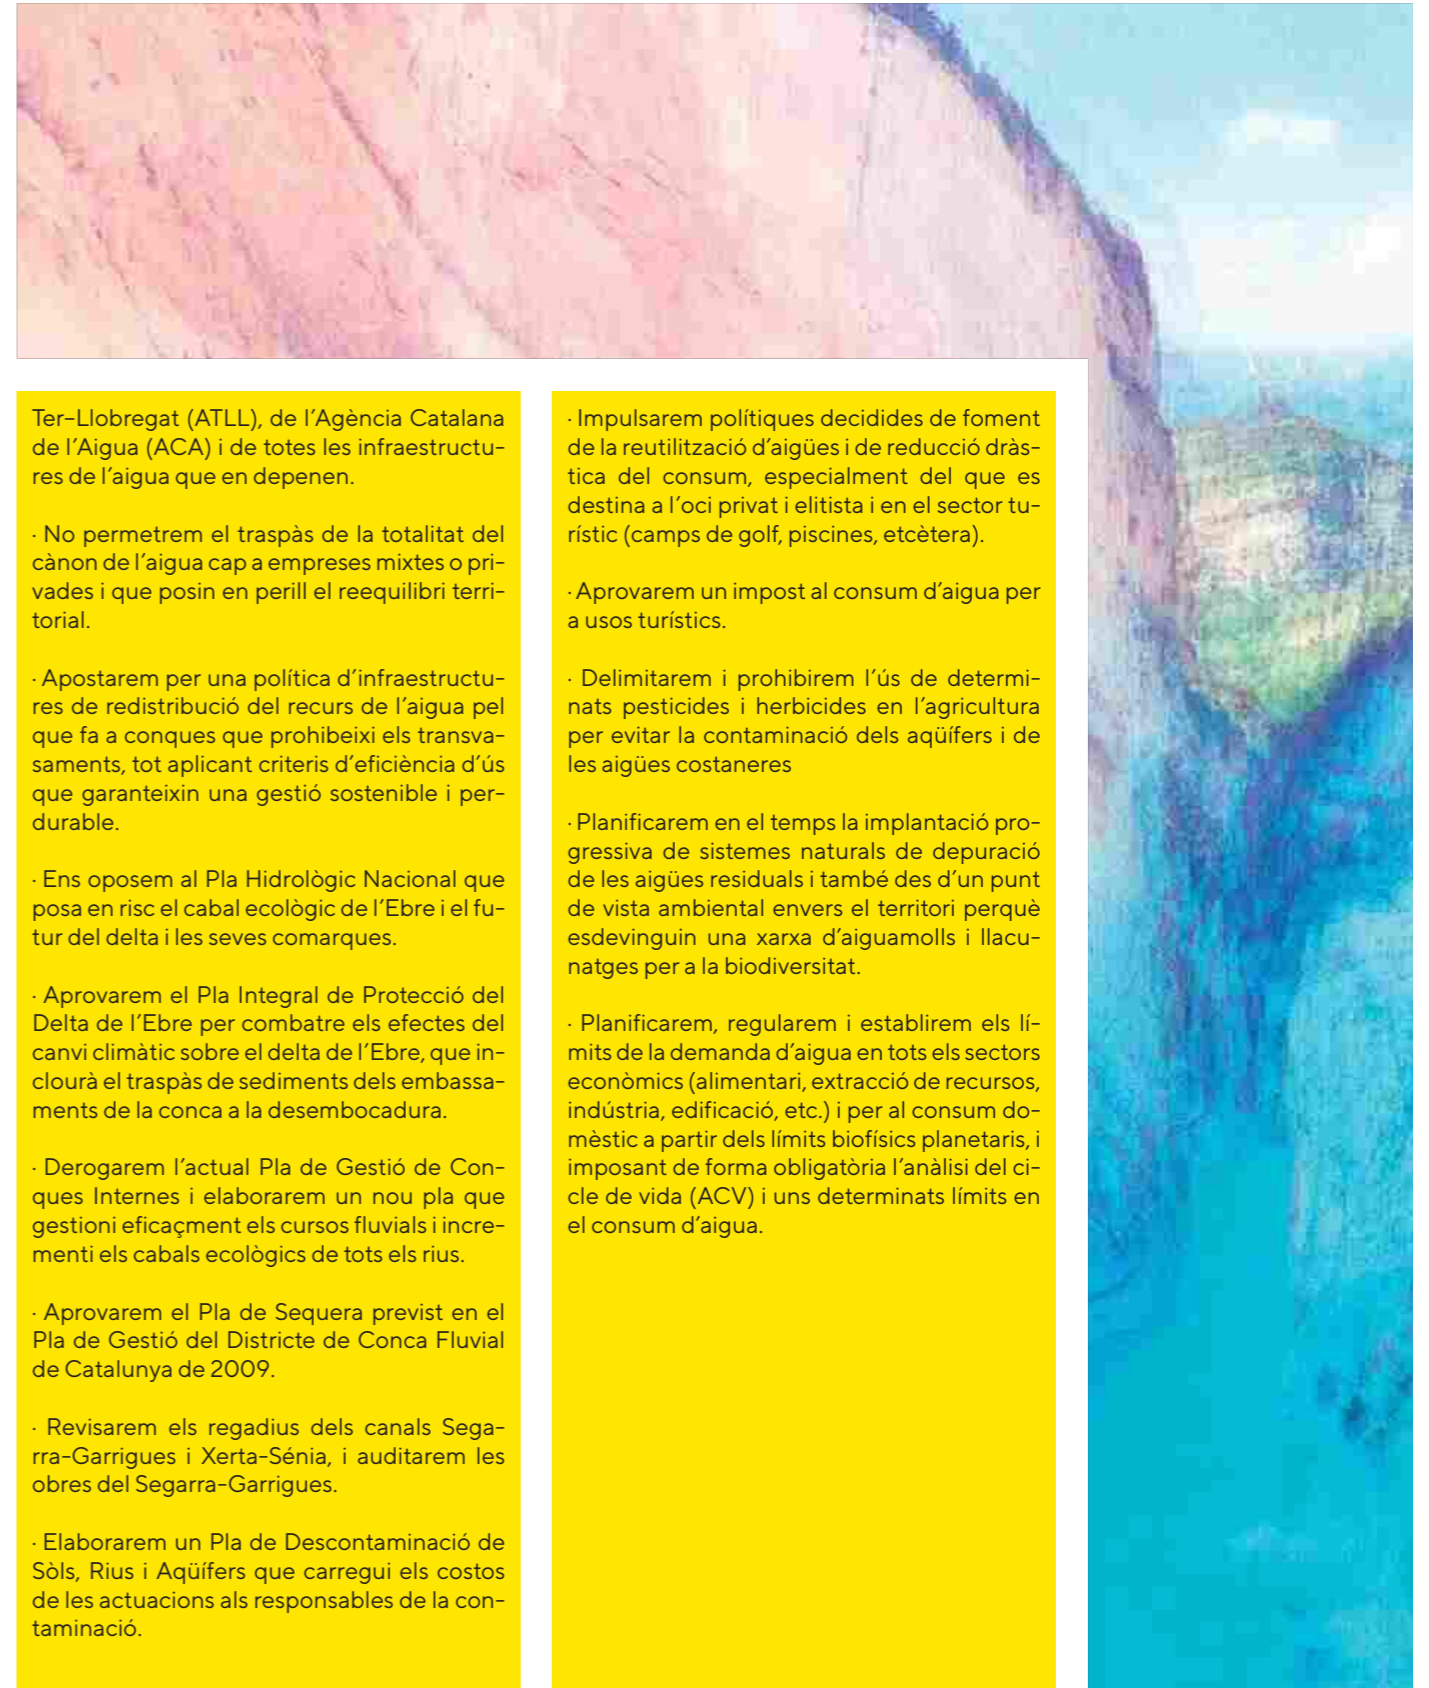 Ter-Llobregat (ATLL), de l'Agència Catalana
de l'Aigua (ACA) i de totes les infraestructu-
res de l'aigua que en depenen.
· No permetrem el traspàs de la totalitat del
cànon de l'aigua cap a empreses mixtes o pri-
vades i que posin en perill el reequilibri terri-
torial.
· Apostarem per una política d'infraestructu-
res de redistribució del recurs de l'aigua pel
que fa a conques que prohibeixi els transva-
saments, tot aplicant criteris d'eficiència d'ús
que garanteixin una gestió sostenible i per-
durable.
· Ens oposem al Pla Hidrològic Nacional que
posa en risc el cabal ecològic de l'Ebre i el fu-
tur del delta i les seves comarques.
· Aprovarem el Pla Integral de Protecció del
Delta de l'Ebre per combatre els efectes del
canvi climàtic sobre el delta de l'Ebre, que in-
clourà el traspàs de sediments dels embassa-
ments de la conca a la desembocadura.
· Derogarem l'actual Pla de Gestió de Con-
ques Internes i elaborarem un nou pla que
gestioni eficaçment els cursos fluvials i incre-
menti els cabals ecològics de tots els rius.
· Aprovarem el Pla de Sequera previst en el
Pla de Gestió del Districte de Conca Fluvial
de Catalunya de 2009.
· Revisarem els regadius dels canals Sega-
rra-Garrigues i Xerta-Sénia, i auditarem les
obres del Segarra-Garrigues.
· Elaborarem un Pla de Descontaminació de
Sòls, Rius i Aqüífers que carregui els costos
de les actuacions als responsables de la con-
taminació.
· Impulsarem polítiques decidides de foment
de la reutilització d'aigües i de reducció dràs-
tica del consum, especialment del que es
destina a l'oci privat i elitista i en el sector tu-
rístic (camps de golf, piscines, etcètera).
· Aprovarem un impost al consum d'aigua per
a usos turístics.
· Delimitarem i prohibirem l'ús de determi-
nats pesticides i herbicides en l'agricultura
per evitar la contaminació dels aqüífers i de
les aigües costaneres
· Planificarem en el temps la implantació pro-
gressiva de sistemes naturals de depuració
de les aigües residuals i també des d'un punt
de vista ambiental envers el territori perquè
esdevinguin una xarxa d'aiguamolls i llacu-
natges per a la biodiversitat.
· Planificarem, regularem i establirem els lí-
mits de la demanda d'aigua en tots els sectors
econòmics (alimentari, extracció de recursos,
indústria, edificació, etc.) i per al consum do-
mèstic a partir dels límits biofísics planetaris, i
imposant de forma obligatòria l'anàlisi del ci-
cle de vida (ACV) i uns determinats límits en
el consum d'aigua.